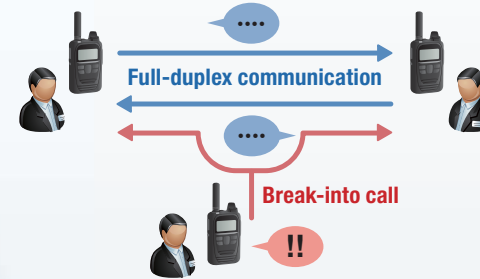 ....
Full-duplex communication
....
Break-into call
!!